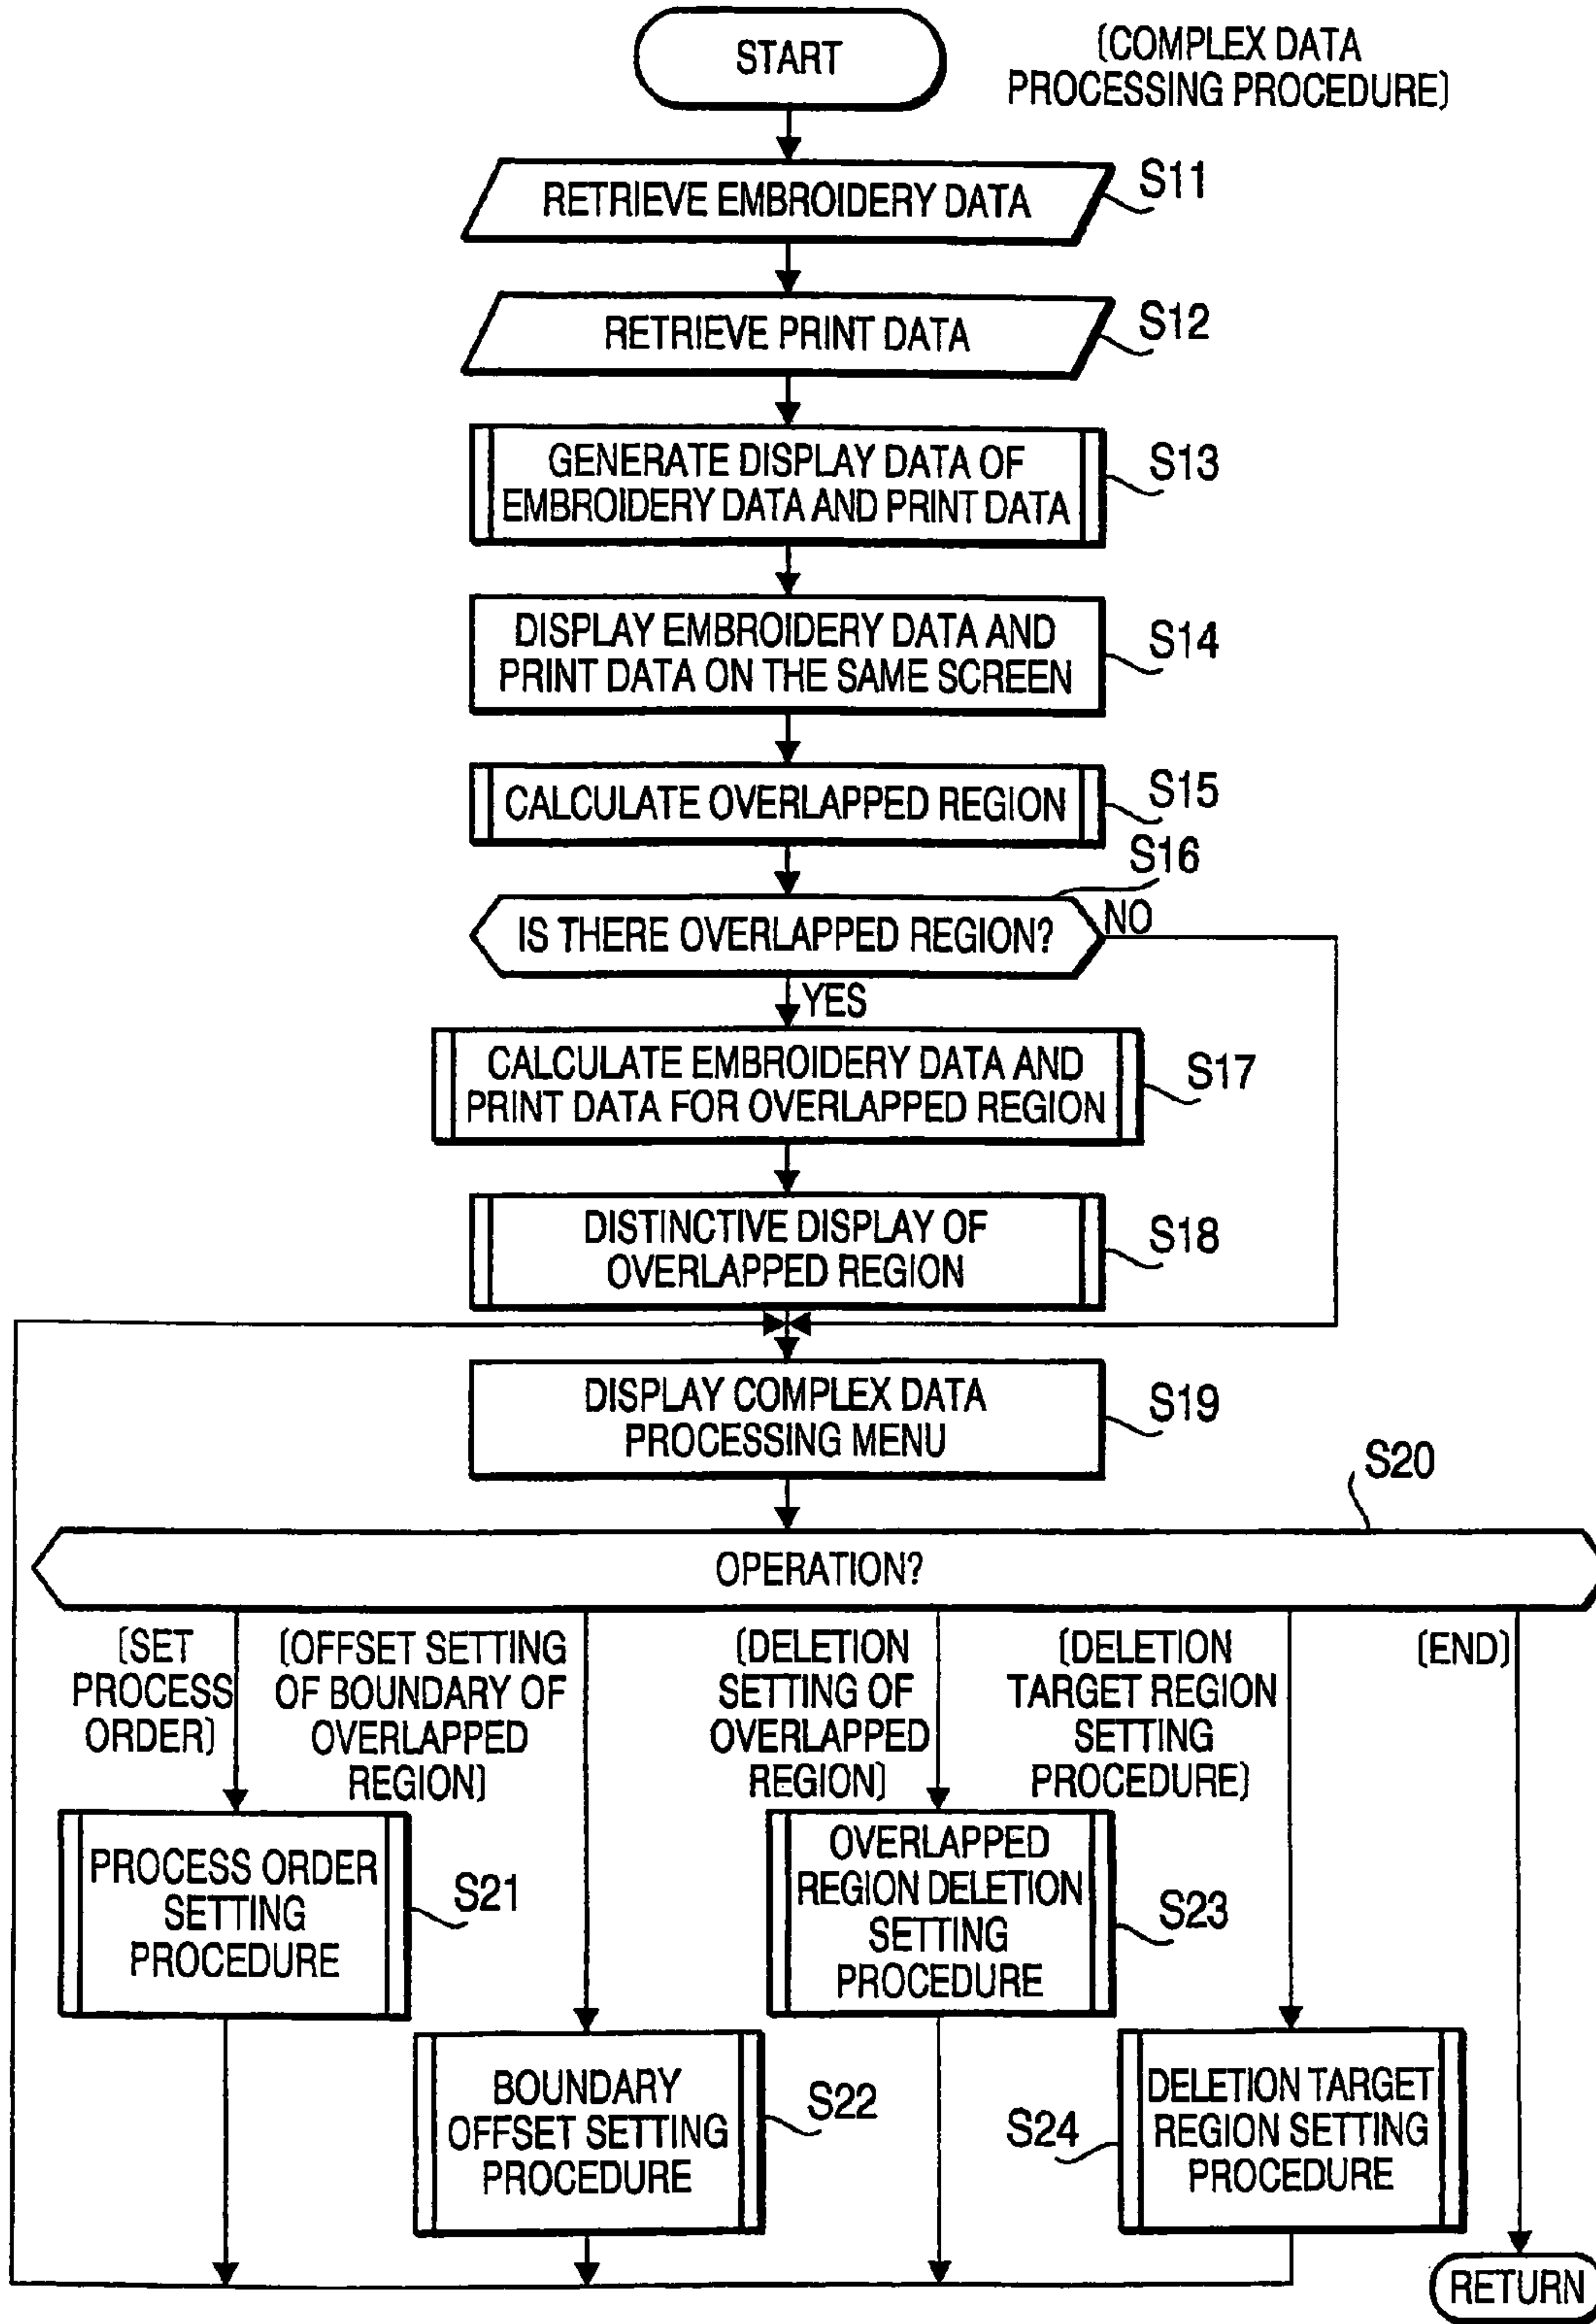 START
(COMPLEX DATA
PROCESSING PROCEDURE)
RETRIEVE EMBROIDERY DATA
S11
RETRIEVE PRINT DATA
S12
GENERATE DISPLAY DATA OF
EMBROIDERY DATA AND PRINT DATA
S13
DISPLAY EMBROIDERY DATA AND
PRINT DATA ON THE SAME SCREEN
S14
CALCULATE OVERLAPPED REGION
S15
S16
IS THERE OVERLAPPED REGION?
NO
YES
CALCULATE EMBROIDERY DATA AND
PRINT DATA FOR OVERLAPPED REGION
S17
DISTINCTIVE DISPLAY OF
OVERLAPPED REGION
S18
DISPLAY COMPLEX DATA
PROCESSING MENU
S19
S20
OPERATION?
(SET
PROCESS
ORDER)
(OFFSET SETTING
OF BOUNDARY OF
OVERLAPPED
REGION)
(DELETION
SETTING OF
OVERLAPPED
REGION)
(DELETION
TARGET REGION
SETTING
PROCEDURE)
(END)
PROCESS ORDER
SETTING
PROCEDURE
S21
OVERLAPPED
REGION DELETION
SETTING
PROCEDURE
S23
BOUNDARY
OFFSET SETTING
PROCEDURE
S22
S24
DELETION TARGET
REGION SETTING
PROCEDURE
RETURN